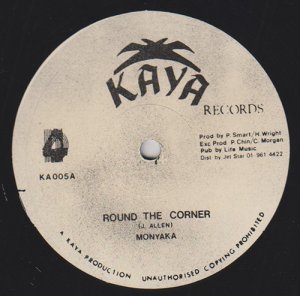 KAYA
RECORDS
Prod by P. Smart/H. Wright
Exc Prod. P. Chin/C. Morgan
Pub by Life Music
Dist by Jet Star 01-961 4422
KA005A
ROUND THE CORNER
(J. ALLEN)
MONYAKA
A KAYA PRODUCTION UNAUTHORISED COPYING PROHIBITED